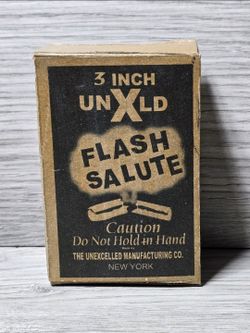 3 INCH
UNXLD
FLASH
SALUTE
Caution
Do Not Hold in Hand
THE UNEXCELLED MANUFACTURING CO.
NEW YORK